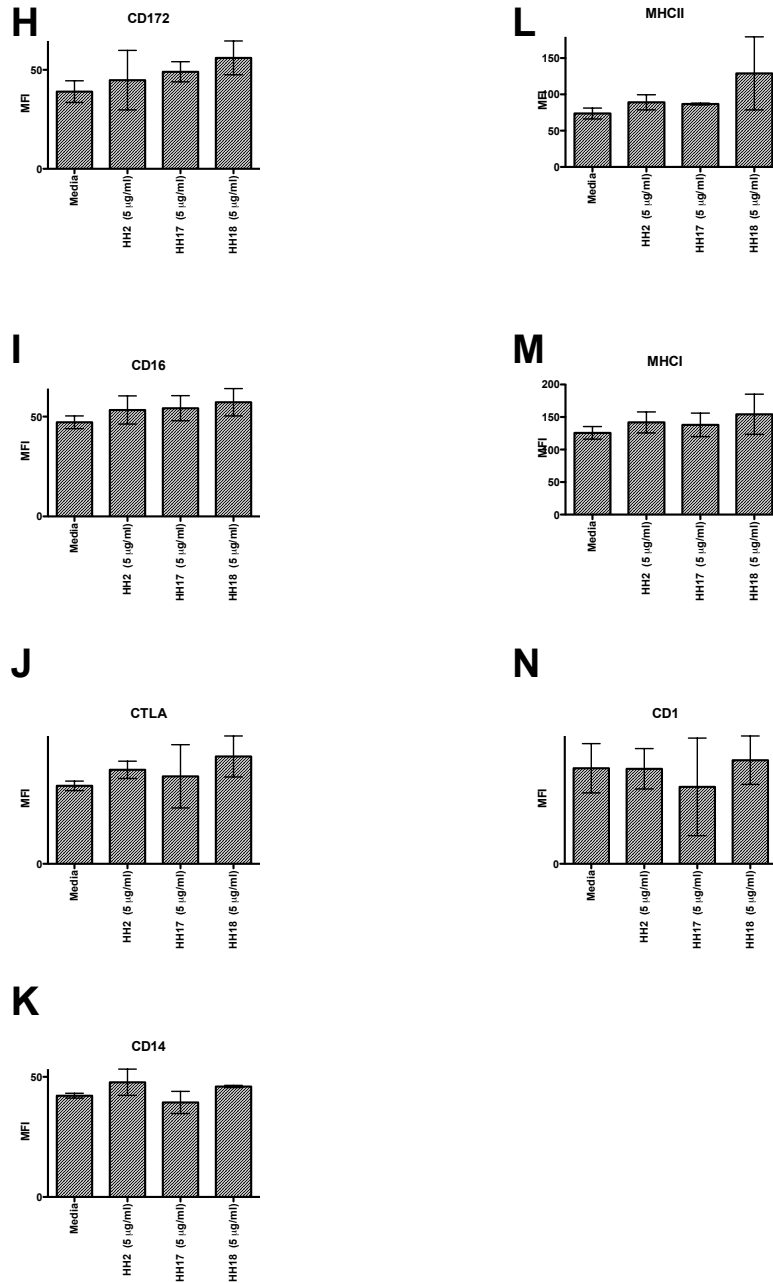 H
CD172
MFI
50
0
Media
HH2 (5 µg/ml)
HH17 (5 µg/ml)
HH18 (5 µg/ml)
L
MHCII
MFI
150
100
50
0
Media
HH2 (5 µg/ml)
HH17 (5 µg/ml)
HH18 (5 µg/ml)
I
CD16
MFI
50
0
Media
HH2 (5 µg/ml)
HH17 (5 µg/ml)
HH18 (5 µg/ml)
M
MHCI
MFI
200
150
100
50
0
Media
HH2 (5 µg/ml)
HH17 (5 µg/ml)
HH18 (5 µg/ml)
J
CTLA
MFI
0
Media
HH2 (5 µg/ml)
HH17 (5 µg/ml)
HH18 (5 µg/ml)
N
CD1
MFI
0
Media
HH2 (5 µg/ml)
HH17 (5 µg/ml)
HH18 (5 µg/ml)
K
CD14
MFI
50
0
Media
HH2 (5 µg/ml)
HH17 (5 µg/ml)
HH18 (5 µg/ml)